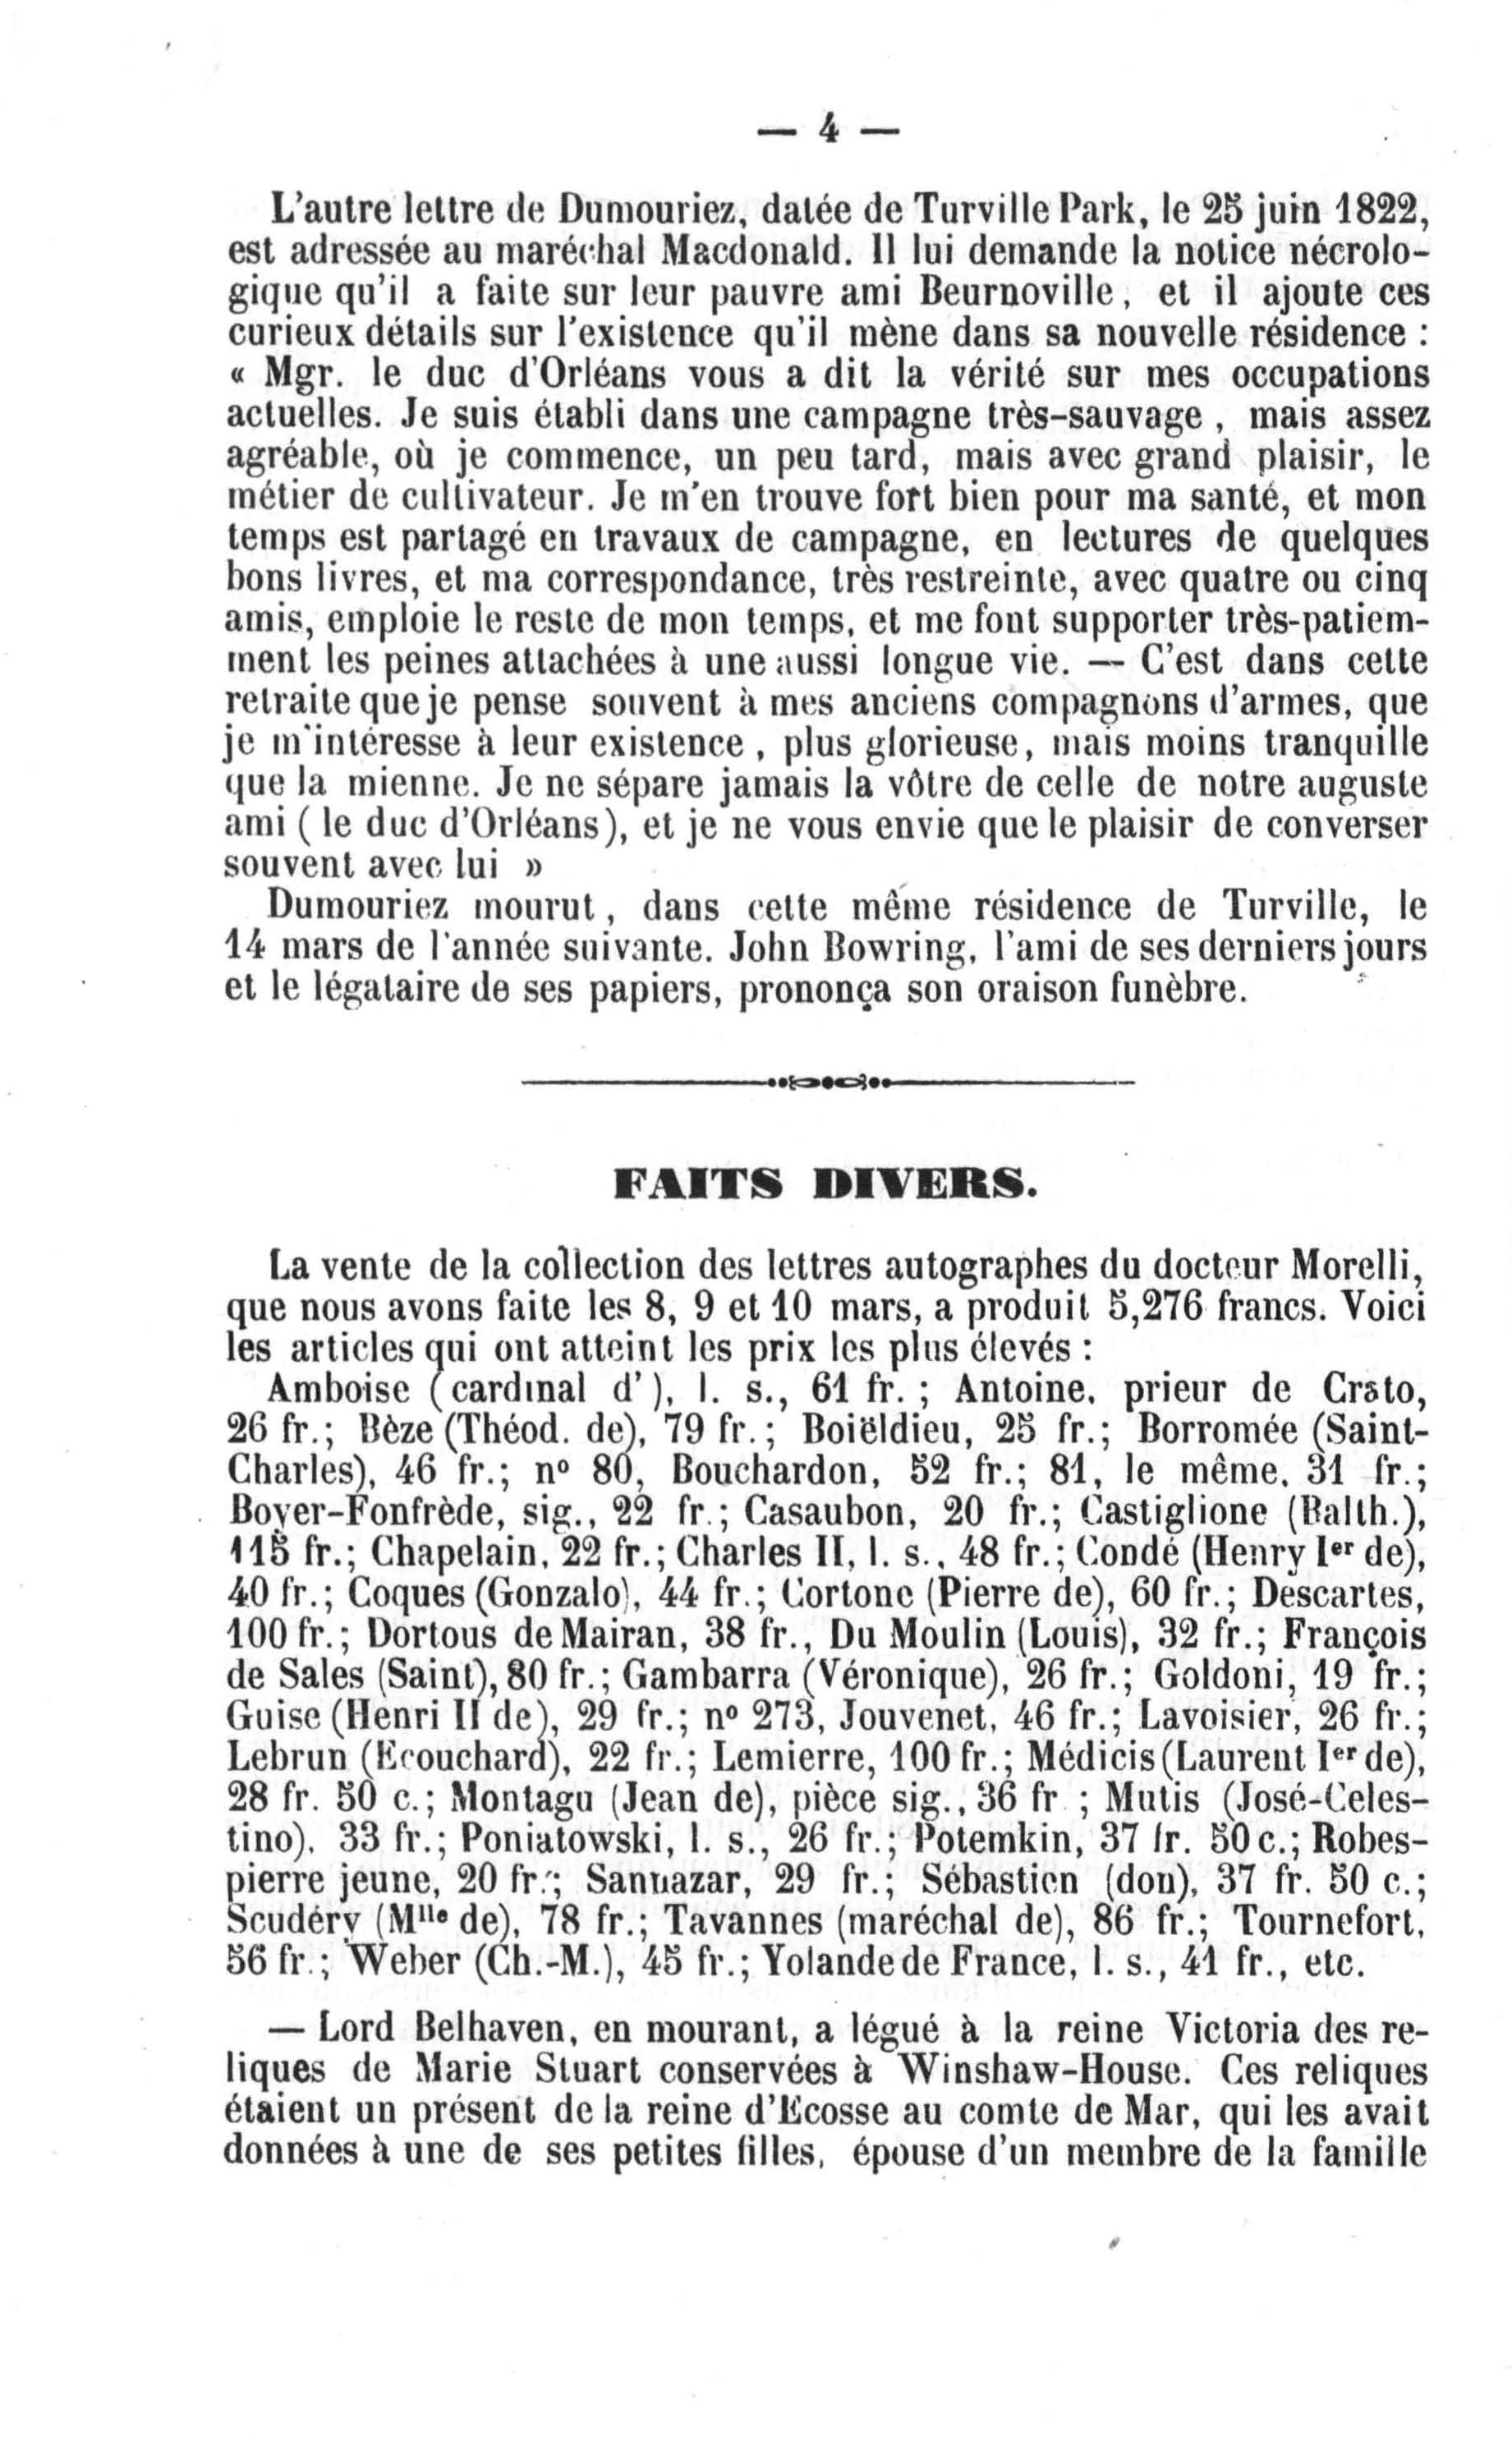 — 4 —
L'autre lettre de Dumouriez, datée de Turville Park, le 25 juin 1822,
est adressée au maréchal Macdonald. Il lui demande la notice nécrolo-
gique qu'il a faite sur leur pauvre ami Beurnoville, et il ajoute ces
curieux détails sur l'existence qu'il mène dans sa nouvelle résidence :
« Mgr. le duc d'Orléans vous a dit la vérité sur mes occupations
actuelles. Je suis établi dans une campagne très-sauvage, mais assez
agréable, où je commence, un peu tard, mais avec grand plaisir, le
métier de cultivateur. Je m'en trouve fort bien pour ma santé, et mon
temps est partagé en travaux de campagne, en lectures de quelques
bons livres, et ma correspondance, très restreinte, avec quatre ou cinq
amis, emploie le reste de mon temps, et me font supporter très-patiem-
ment les peines attachées à une aussi longue vie. — C'est dans cette
retraite que je pense souvent à mes anciens compagnons d'armes, que
je m'intéresse à leur existence, plus glorieuse, mais moins tranquille
que la mienne. Je ne sépare jamais la vôtre de celle de notre auguste
ami ( le duc d'Orléans), et je ne vous envie que le plaisir de converser
souvent avec lui »
Dumouriez mourut, dans cette même résidence de Turville, le
14 mars de l'année suivante. John Bowring, l'ami de ses derniers jours
et le légataire de ses papiers, prononça son oraison funèbre.
FAITS DIVERS.
La vente de la collection des lettres autographes du docteur Morelli,
que nous avons faite les 8, 9 et 10 mars, a produit 5,276 francs. Voici
les articles qui ont atteint les prix les plus élevés :
Amboise (cardinal d'), l. s., 61 fr. ; Antoine, prieur de Crato,
26 fr.; Bèze (Théod. de), 79 fr.; Boiëldieu, 25 fr.; Borromée (Saint-
Charles), 46 fr.; nº 80, Bouchardon, 52 fr.; 81, le même, 31 fr.;
Boyer-Fonfrède, sig., 22 fr.; Casaubon, 20 fr.; Castiglione (Balth.),
115 fr.; Chapelain, 22 fr.; Charles II, l. s., 48 fr.; Condé (Henry Ier de),
40 fr.; Coques (Gonzalo), 44 fr.; Cortone (Pierre de), 60 fr.; Descartes,
100 fr.; Dortous de Mairan, 38 fr., Du Moulin (Louis), 32 fr.; François
de Sales (Saint), 80 fr.; Gambarra (Véronique), 26 fr.; Goldoni, 19 fr.;
Guise (Henri II de), 29 fr.; nº 273, Jouvenet, 46 fr.; Lavoisier, 26 fr.;
Lebrun (Ecouchard), 22 fr.; Lemierre, 100 fr.; Médicis (Laurent Ier de),
28 fr. 50 c.; Montagu (Jean de), pièce sig., 36 fr ; Mutis (José-Celes-
tino), 33 fr.; Poniatowski, l. s., 26 fr.; Potemkin, 37 fr. 50 c.; Robes-
pierre jeune, 20 fr.; Sannazar, 29 fr.; Sébastien (don), 37 fr. 50 c.;
Scudéry (Mlle de), 78 fr.; Tavannes (maréchal de), 86 fr.; Tournefort,
56 fr.; Weber (Ch.-M.), 45 fr.; Yolande de France, l. s., 41 fr., etc.
— Lord Belhaven, en mourant, a légué à la reine Victoria des re-
liques de Marie Stuart conservées à Winshaw-House. Ces reliques
étaient un présent de la reine d'Ecosse au comte de Mar, qui les avait
données à une de ses petites filles, épouse d'un membre de la famille